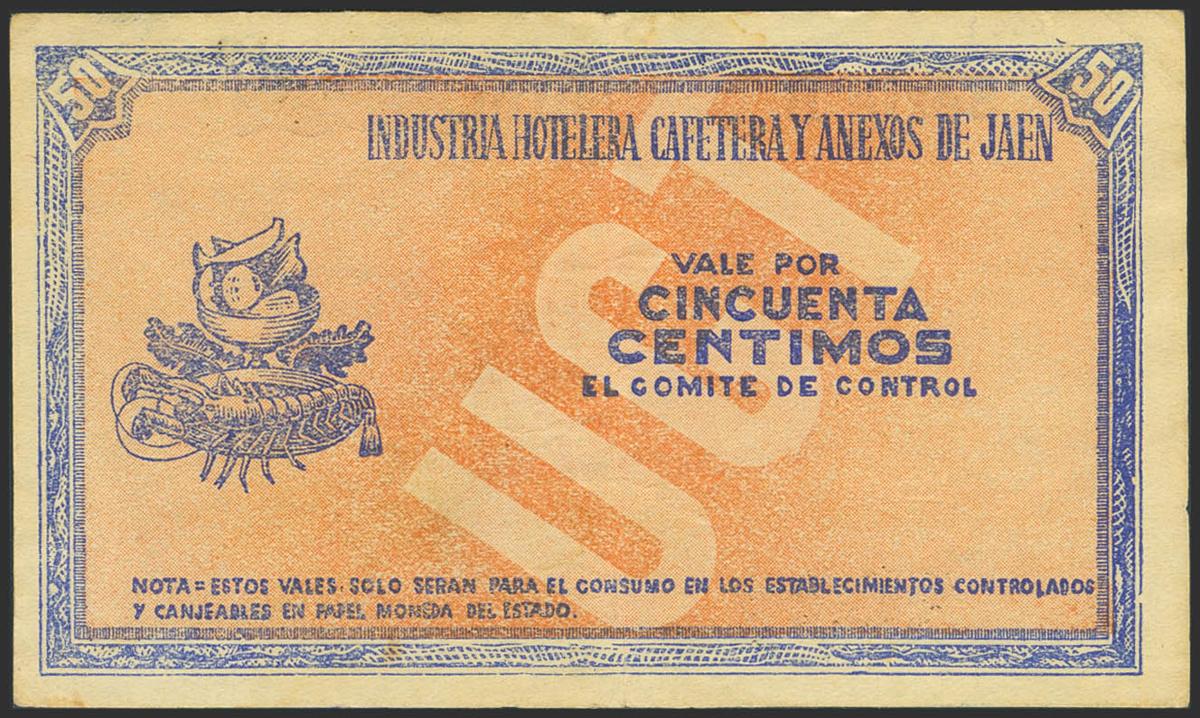 50
50
INDUSTRIA HOTELERA CAFETERA Y ANEXOS DE JAEN
VALE POR
CINCUENTA
CENTIMOS
EL COMITE DE CONTROL
NOTA = ESTOS VALES · SOLO SERAN PARA EL CONSUMO EN LOS ESTABLECIMIENTOS CONTROLADOS
Y CANJEABLES EN PAPEL MONEDA DEL ESTADO.